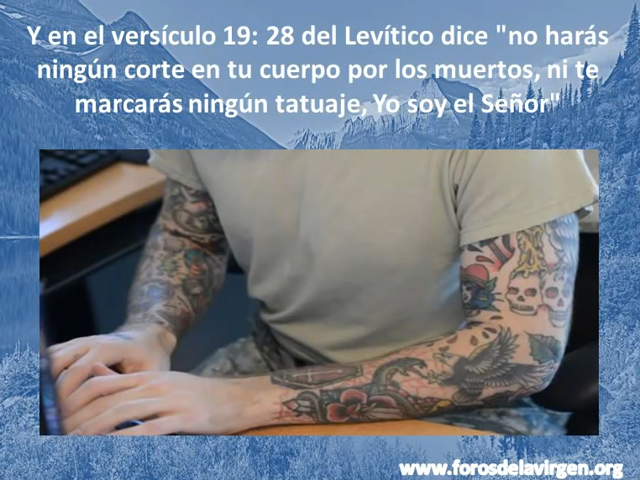 Y en el versículo 19: 28 del Levítico dice "no harás
ningún corte en tu cuerpo por los muertos, ni te
marcarás ningún tatuaje, Yo soy el Señor"
www.forosdelavirgen.org